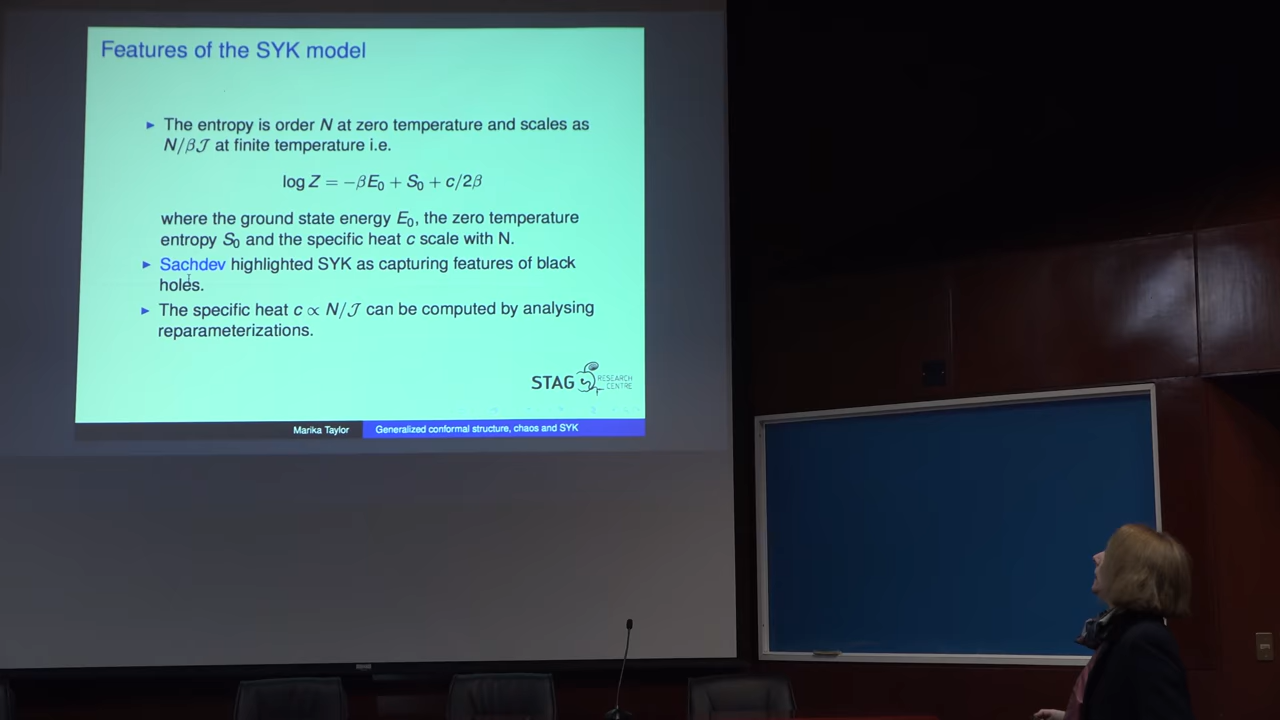 Features of the SYK model
► The entropy is order N at zero temperature and scales as
N/β𝒥 at finite temperature i.e.
log Z = −βE₀ + S₀ + c/2β
where the ground state energy E₀, the zero temperature
entropy S₀ and the specific heat c scale with N.
► Sachdev highlighted SYK as capturing features of black
holes.
► The specific heat c ∝ N/𝒥 can be computed by analysing
reparameterizations.
STAG RESEARCH
CENTRE
Marika Taylor Generalized conformal structure, chaos and SYK